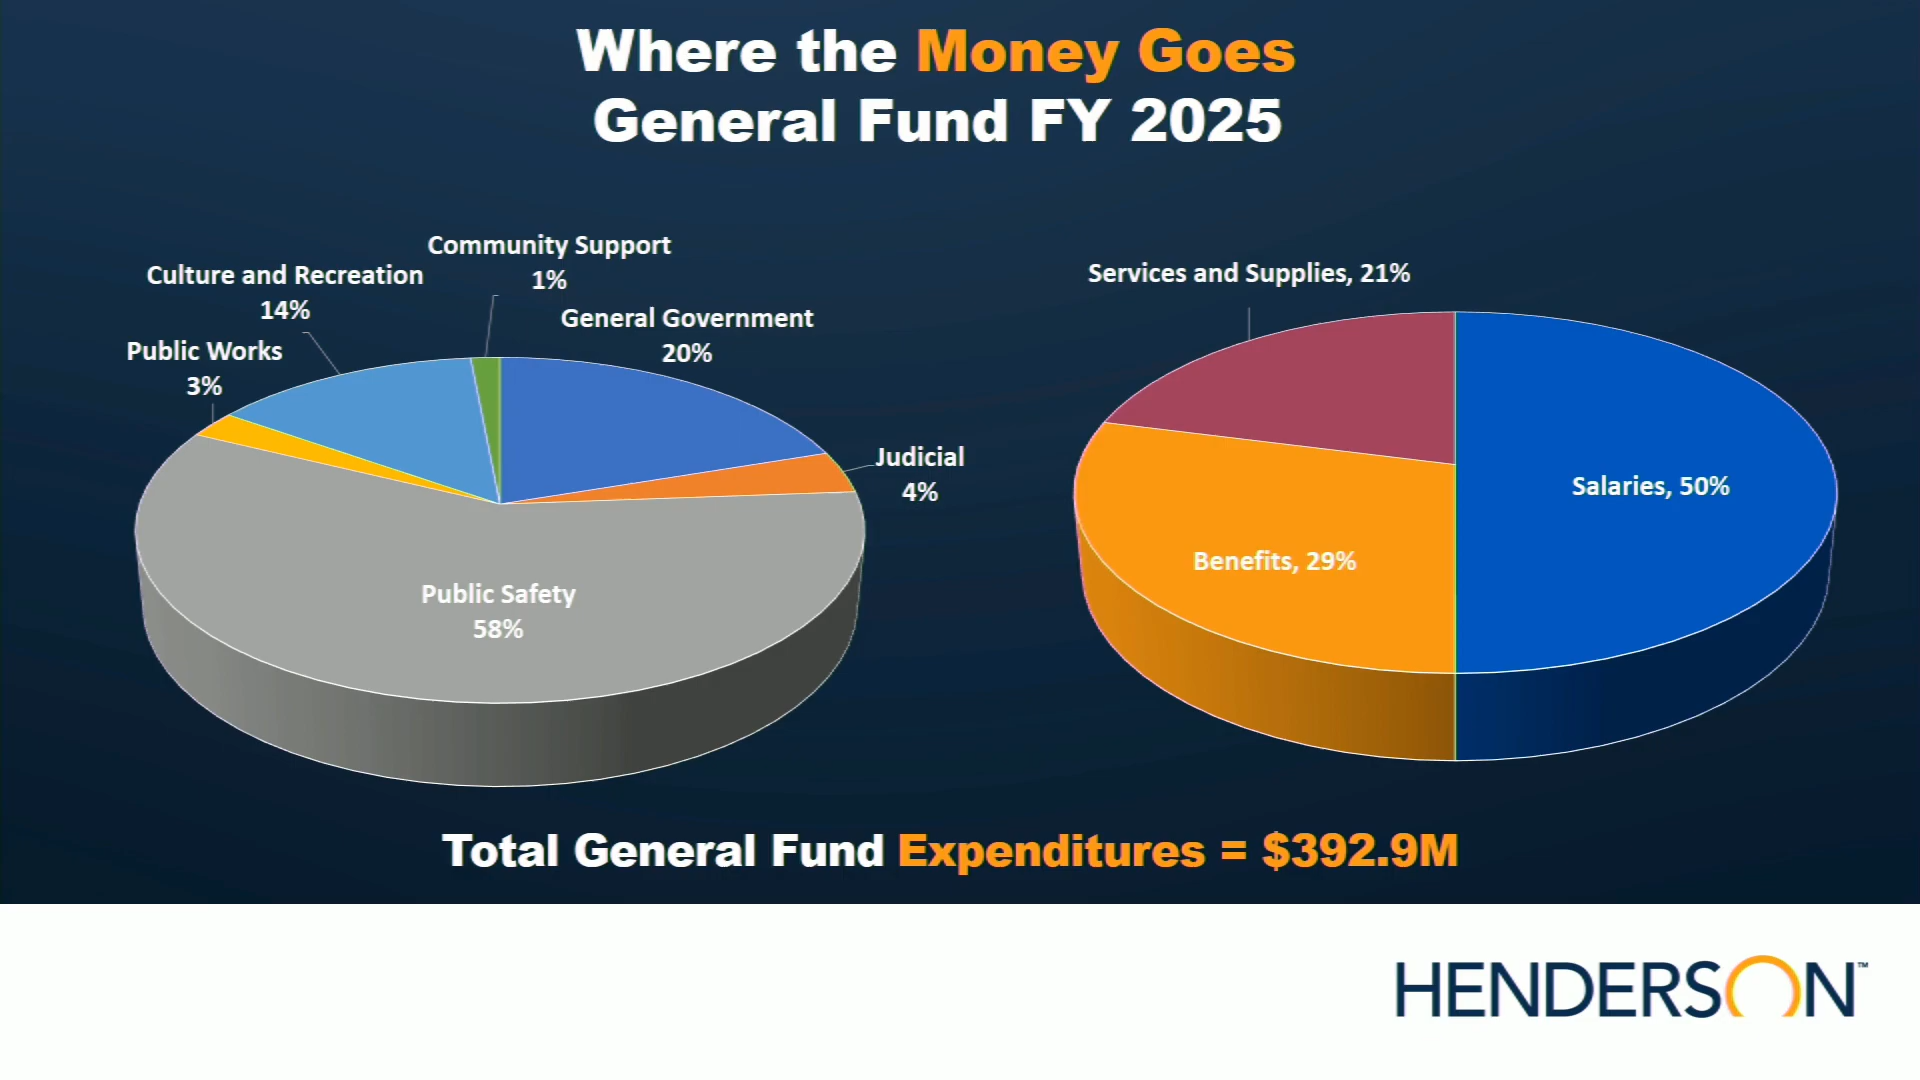 Where the Money Goes
General Fund FY 2025
Community Support
1%
Culture and Recreation
14%
General Government
20%
Public Works
3%
Judicial
4%
Public Safety
58%
Services and Supplies, 21%
Salaries, 50%
Benefits, 29%
Total General Fund Expenditures = $392.9M
HENDERSON™